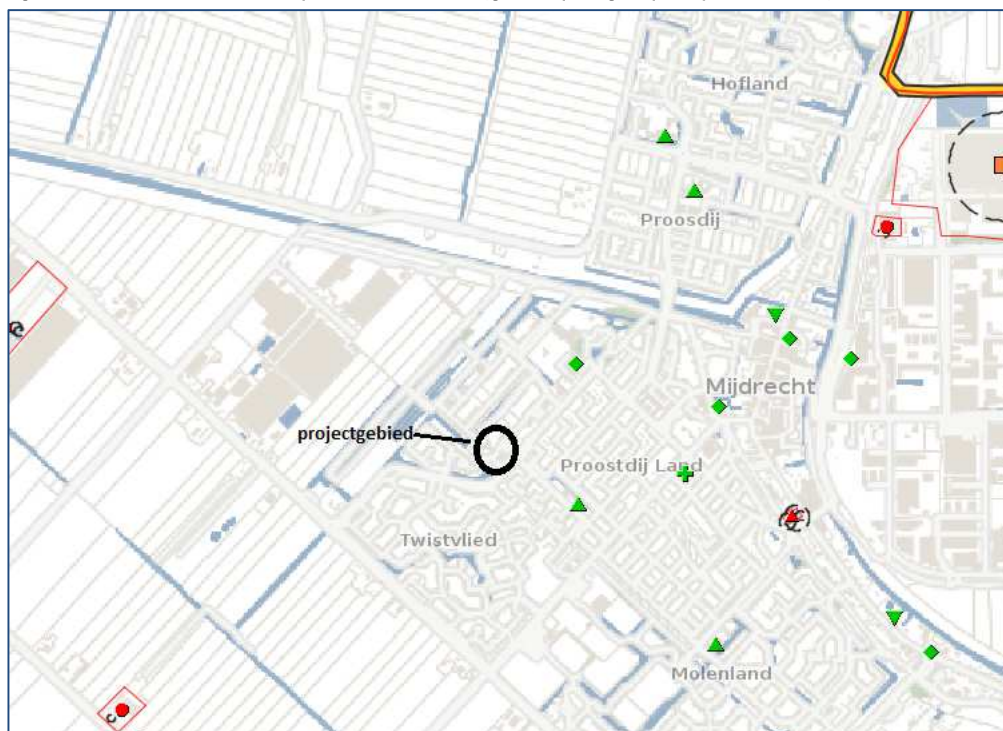 Hofland
Proosdij
Mijdrecht
projectgebied
Proostdij Land
Twistvlied
Molenland